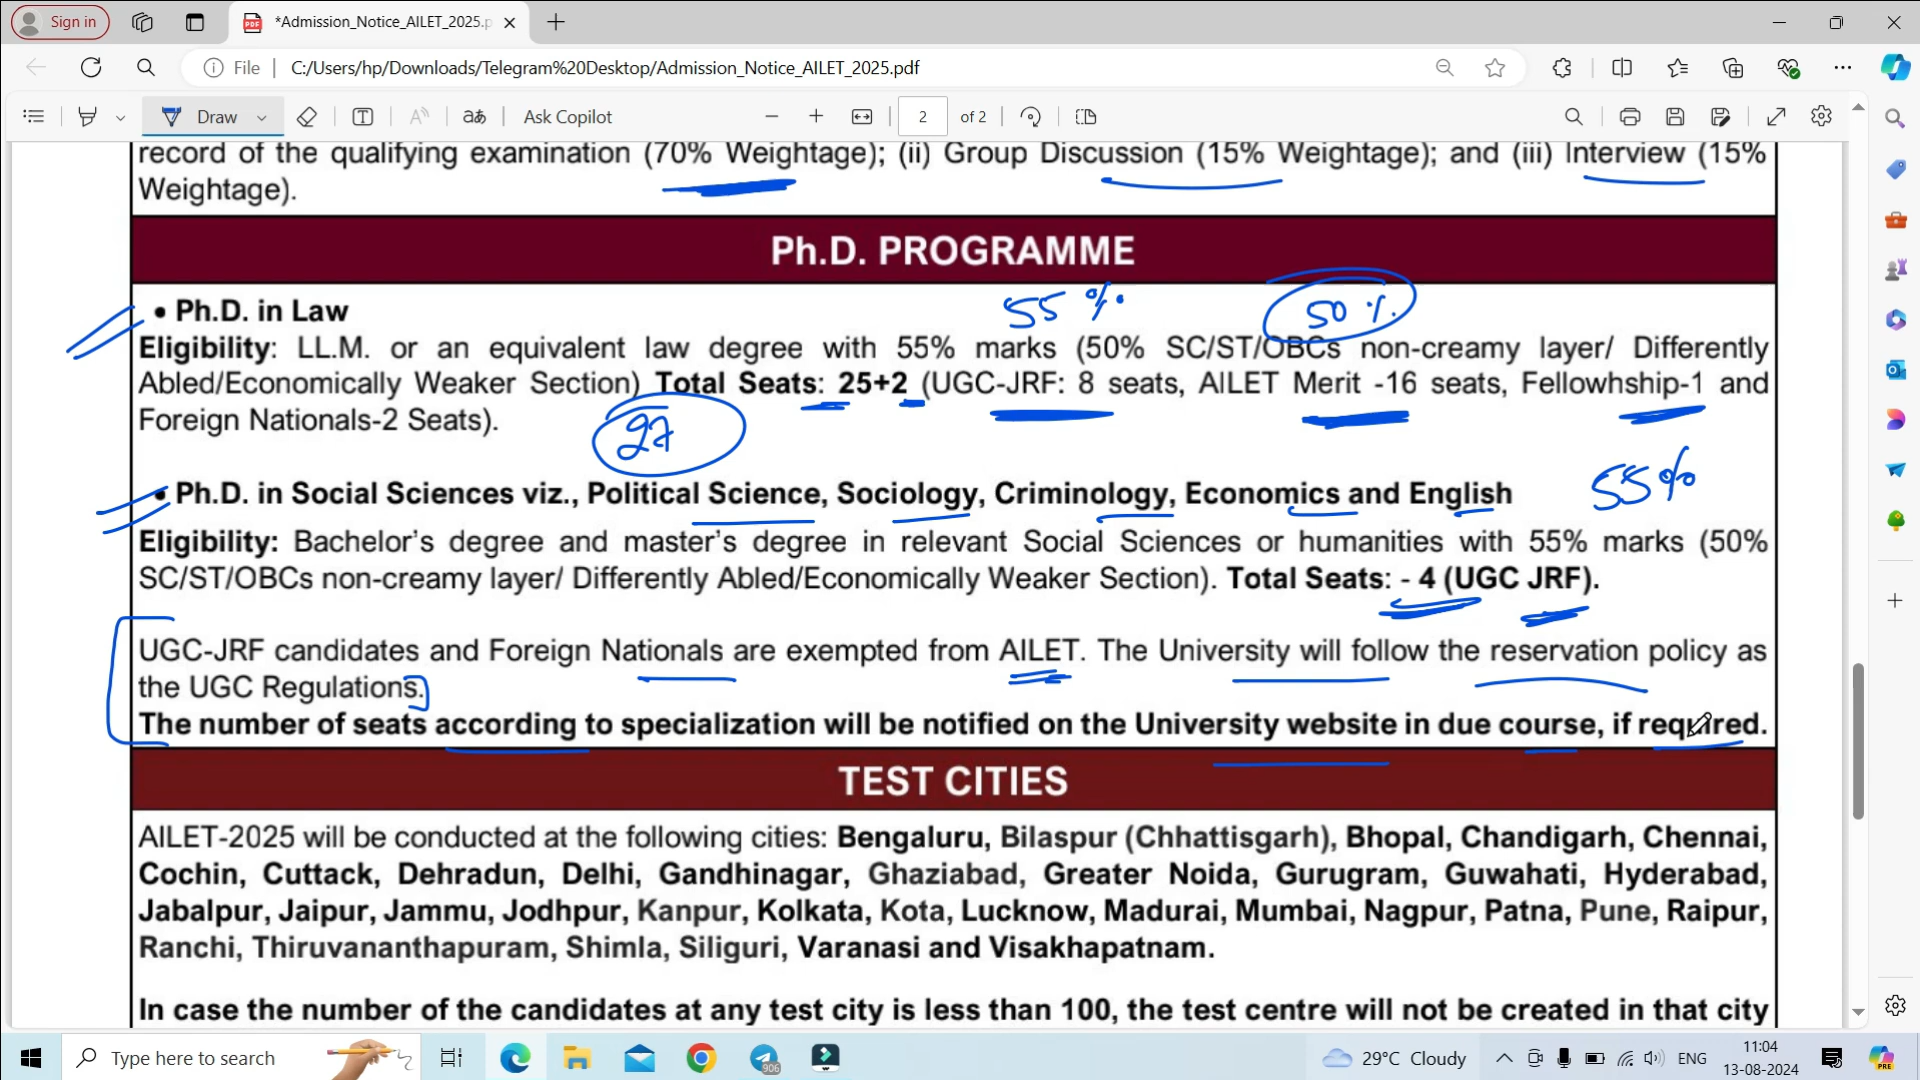 Sign in
*Admission_Notice_AILET_2025.p
File
C:/Users/hp/Downloads/Telegram%20Desktop/Admission_Notice_AILET_2025.pdf
Draw
Ask Copilot
2
of 2
record of the qualifying examination (70% Weightage); (ii) Group Discussion (15% Weightage); and (iii) Interview (15%
Weightage).
Ph.D. PROGRAMME
55 %
50 %
• Ph.D. in Law
Eligibility: LL.M. or an equivalent law degree with 55% marks (50% SC/ST/OBCs non-creamy layer/ Differently
Abled/Economically Weaker Section) Total Seats: 25+2 (UGC-JRF: 8 seats, AILET Merit -16 seats, Fellowhship-1 and
Foreign Nationals-2 Seats).
27
55%
• Ph.D. in Social Sciences viz., Political Science, Sociology, Criminology, Economics and English
Eligibility: Bachelor's degree and master's degree in relevant Social Sciences or humanities with 55% marks (50%
SC/ST/OBCs non-creamy layer/ Differently Abled/Economically Weaker Section). Total Seats: - 4 (UGC JRF).
UGC-JRF candidates and Foreign Nationals are exempted from AILET. The University will follow the reservation policy as
the UGC Regulations.
The number of seats according to specialization will be notified on the University website in due course, if required.
TEST CITIES
AILET-2025 will be conducted at the following cities: Bengaluru, Bilaspur (Chhattisgarh), Bhopal, Chandigarh, Chennai,
Cochin, Cuttack, Dehradun, Delhi, Gandhinagar, Ghaziabad, Greater Noida, Gurugram, Guwahati, Hyderabad,
Jabalpur, Jaipur, Jammu, Jodhpur, Kanpur, Kolkata, Kota, Lucknow, Madurai, Mumbai, Nagpur, Patna, Pune, Raipur,
Ranchi, Thiruvananthapuram, Shimla, Siliguri, Varanasi and Visakhapatnam.
In case the number of the candidates at any test city is less than 100, the test centre will not be created in that city
Type here to search
906
29°C Cloudy
ENG
11:04
13-08-2024